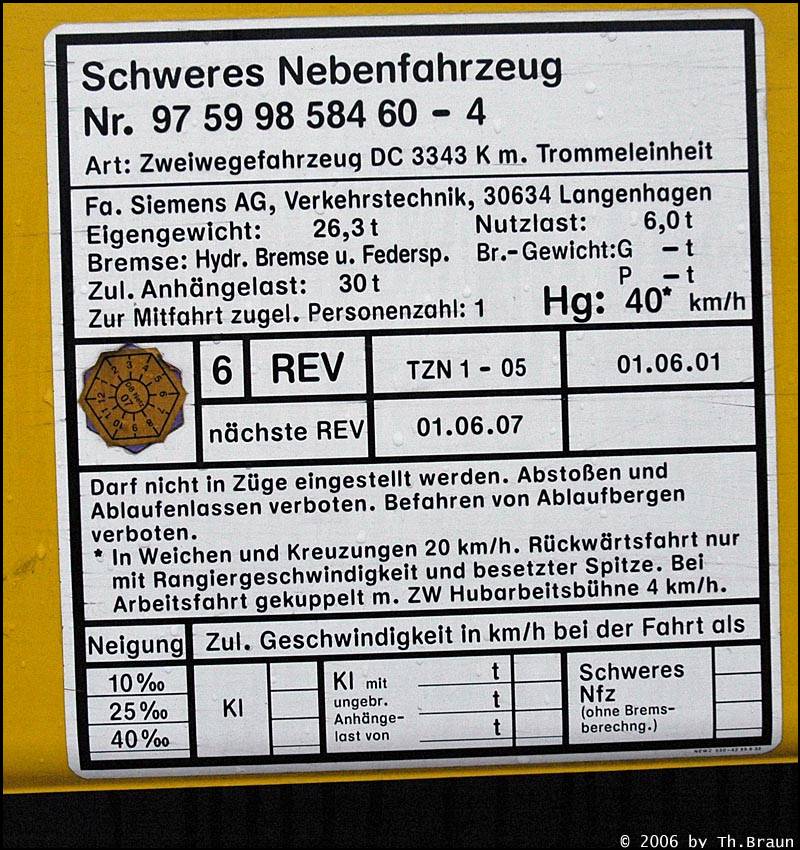 Schweres Nebenfahrzeug
Nr. 97 59 98 584 60 - 4
Art: Zweiwegefahrzeug DC 3343 K m. Trommeleinheit
Fa. Siemens AG, Verkehrstechnik, 30634 Langenhagen
Eigengewicht: 26,3 t Nutzlast: 6,0 t
Bremse: Hydr. Bremse u. Federsp. Br.-Gewicht:G – t
P – t
Zul. Anhängelast: 30 t
Zur Mitfahrt zugel. Personenzahl: 1 Hg: 40* km/h
6 REV TZN 1 - 05 01.06.01
nächste REV 01.06.07
Darf nicht in Züge eingestellt werden. Abstoßen und
Ablaufenlassen verboten. Befahren von Ablaufbergen
verboten.
* In Weichen und Kreuzungen 20 km/h. Rückwärtsfahrt nur
mit Rangiergeschwindigkeit und besetzter Spitze. Bei
Arbeitsfahrt gekuppelt m. ZW Hubarbeitsbühne 4 km/h.
Neigung Zul. Geschwindigkeit in km/h bei der Fahrt als
10 ‰
25 ‰
40 ‰
Kl
Kl mit t
ungebr. t
Anhänge-
last von t
Schweres
Nfz
(ohne Brems-
berechng.)
© 2006 by Th.Braun